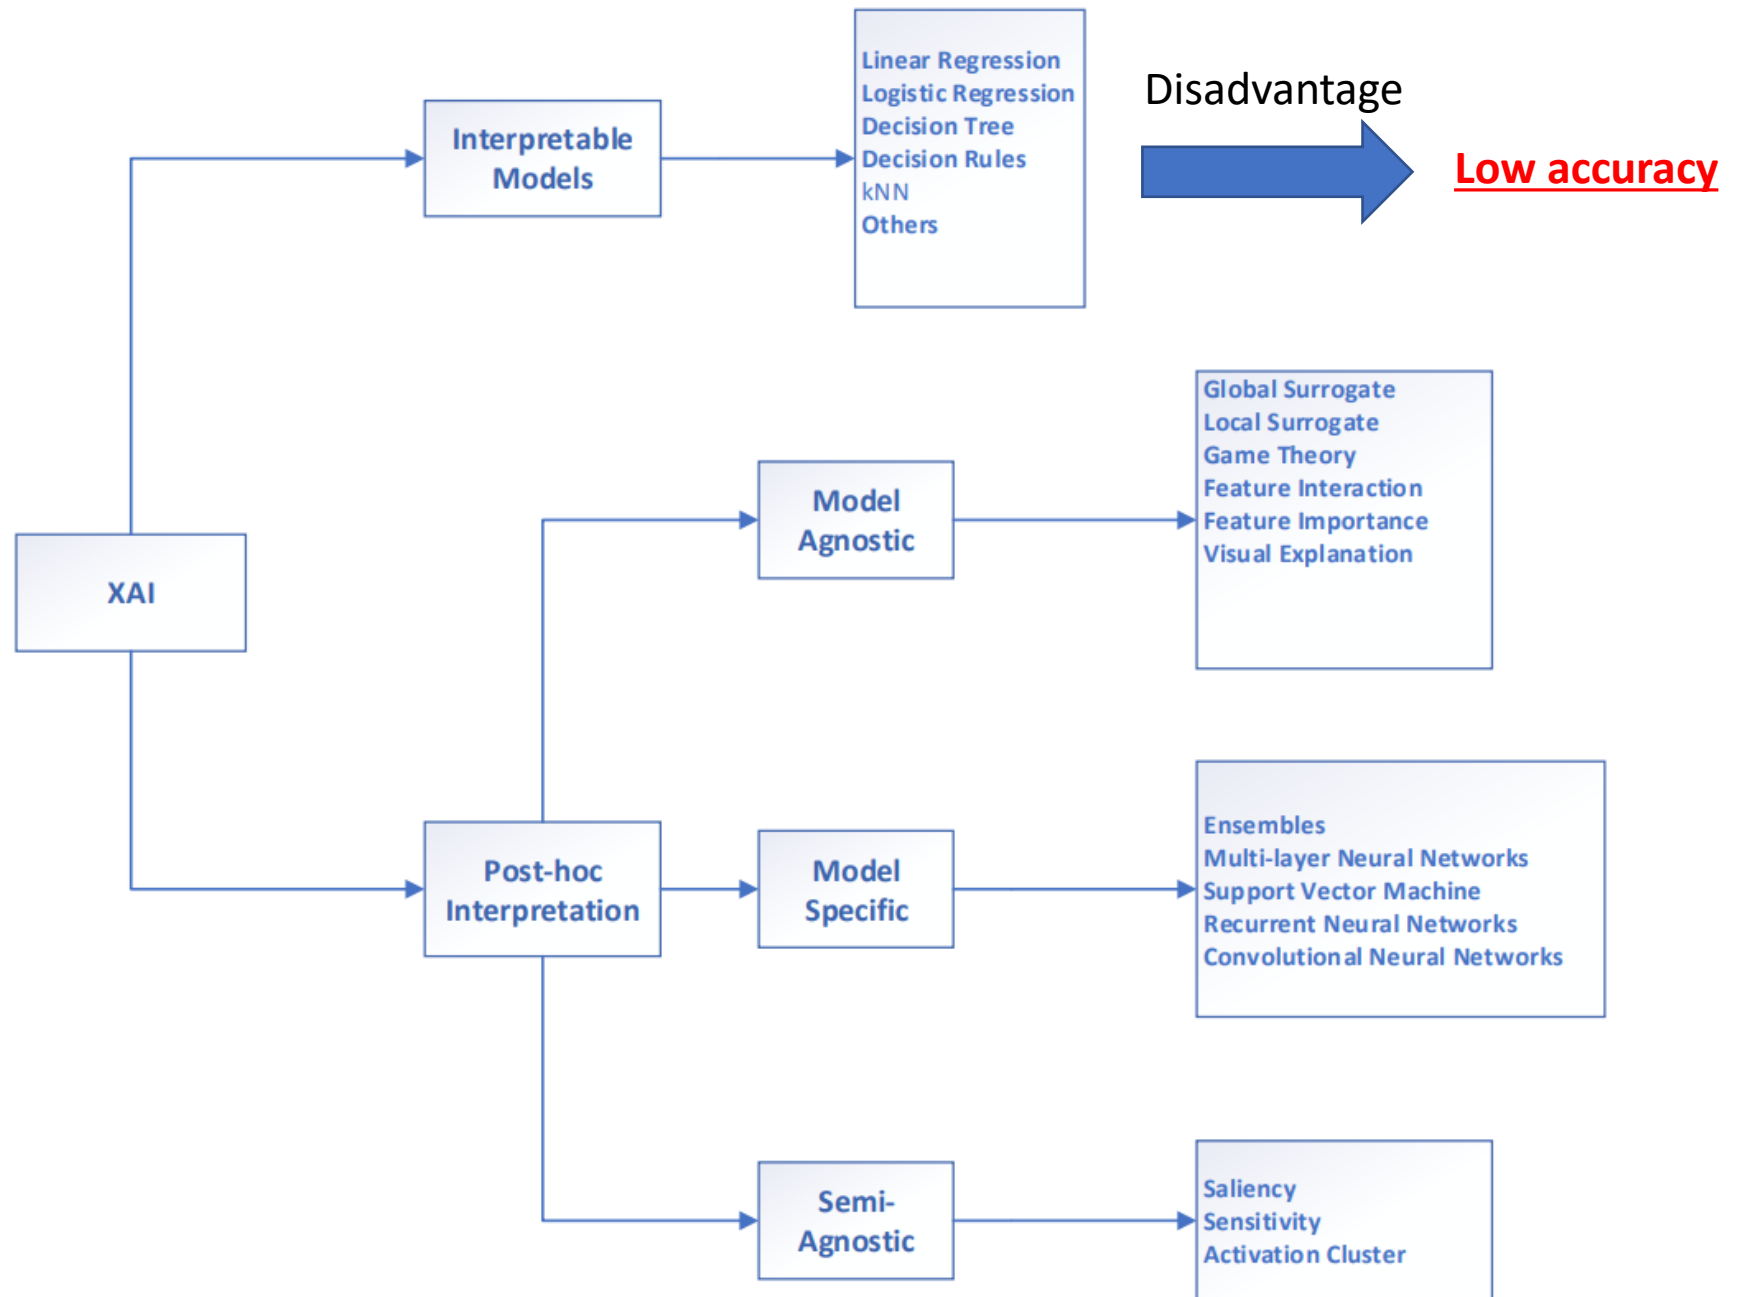 Linear Regression
Logistic Regression
Decision Tree
Decision Rules
kNN
Others
Disadvantage
Low accuracy
Interpretable
Models
Global Surrogate
Local Surrogate
Game Theory
Feature Interaction
Feature Importance
Visual Explanation
Model
Agnostic
XAI
Post-hoc
Interpretation
Model
Specific
Ensembles
Multi-layer Neural Networks
Support Vector Machine
Recurrent Neural Networks
Convolutional Neural Networks
Semi-
Agnostic
Saliency
Sensitivity
Activation Cluster